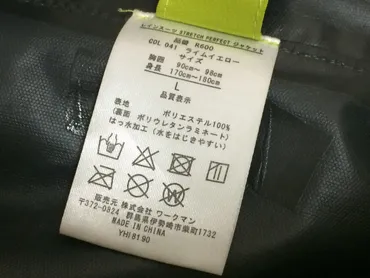 レインスーツ STRETCH PERFECT ジャケット
品番 R600
COL 041 ライムイエロー
サイズ
胸囲 90cm～ 98cm
身長 170cm～180cm
L
品質表示
表地 ポリエステル100%
(裏面 ポリウレタンラミネート)
はっ水加工 (水をはじきやすい)
販売元 株式会社 ワークマン
〒372-0824
群馬県伊勢崎市柴町1732
MADE IN CHINA
YHI8190